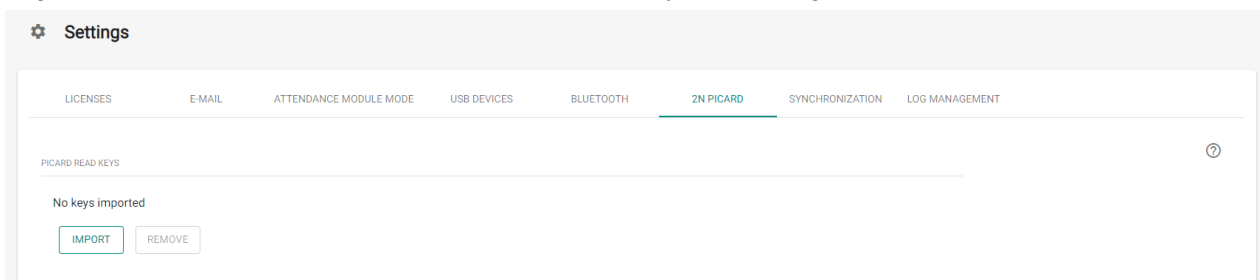 Settings
LICENSES E-MAIL ATTENDANCE MODULE MODE USB DEVICES BLUETOOTH 2N PICARD SYNCHRONIZATION LOG MANAGEMENT
PICARD READ KEYS
No keys imported
IMPORT REMOVE